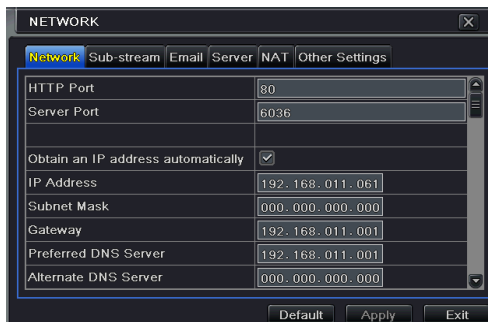 NETWORK
Network Sub-stream Email Server NAT Other Settings
HTTP Port 80
Server Port 6036
Obtain an IP address automatically
IP Address 192.168.011.061
Subnet Mask 000.000.000.000
Gateway 192.168.011.001
Preferred DNS Server 192.168.011.001
Alternate DNS Server 000.000.000.000
Default Apply Exit